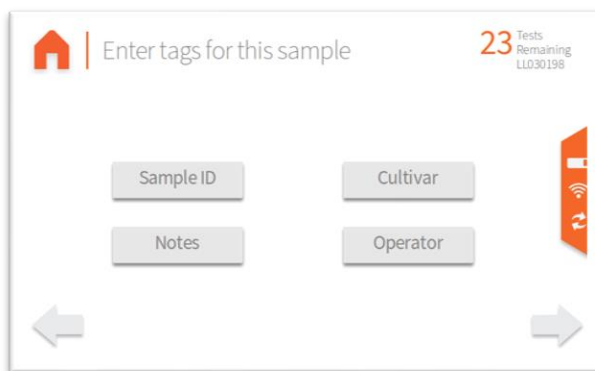 Enter tags for this sample
23 Tests
Remaining
LL030198
Sample ID
Cultivar
Notes
Operator